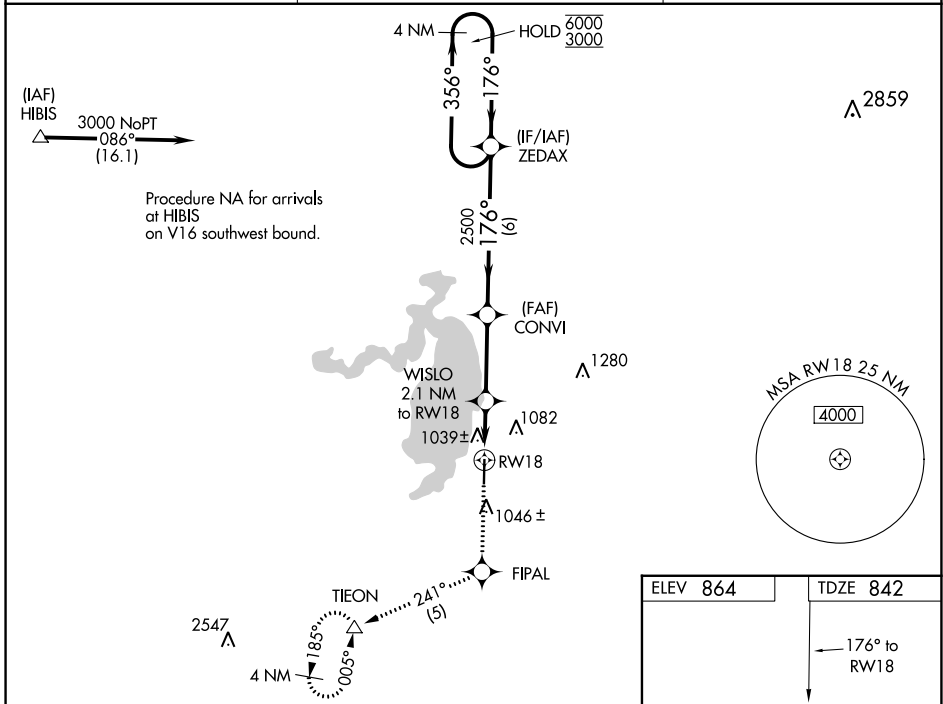 4 NM
HOLD 6000
3000
356°
176°
(IAF)
HIBIS
3000 NoPT
086°
(16.1)
2859
(IF/IAF)
ZEDAX
Procedure NA for arrivals
at HIBIS
on V16 southwest bound.
2500
176°
(6)
(FAF)
CONVI
1280
WISLO
2.1 NM
to RW18
1082
1039±
RW18
MSA RW18 25 NM
4000
1046 ±
FIPAL
TIEON
241°
(5)
2547
185°
005°
4 NM
ELEV 864
TDZE 842
176° to
RW18